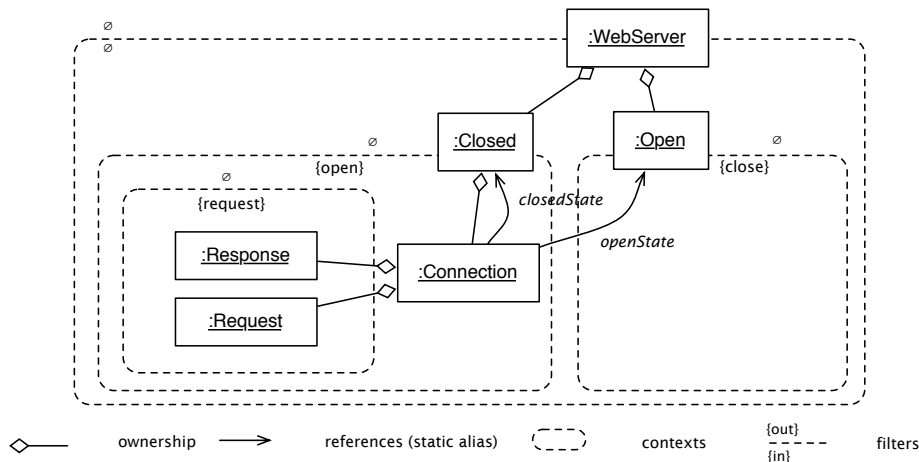 ∅
∅
:WebServer
:Closed
:Open
∅
∅
{open}
{close}
∅
{request}
closedState
openState
:Response
:Connection
:Request
{out}
ownership
references (static alias)
contexts
filters
{in}